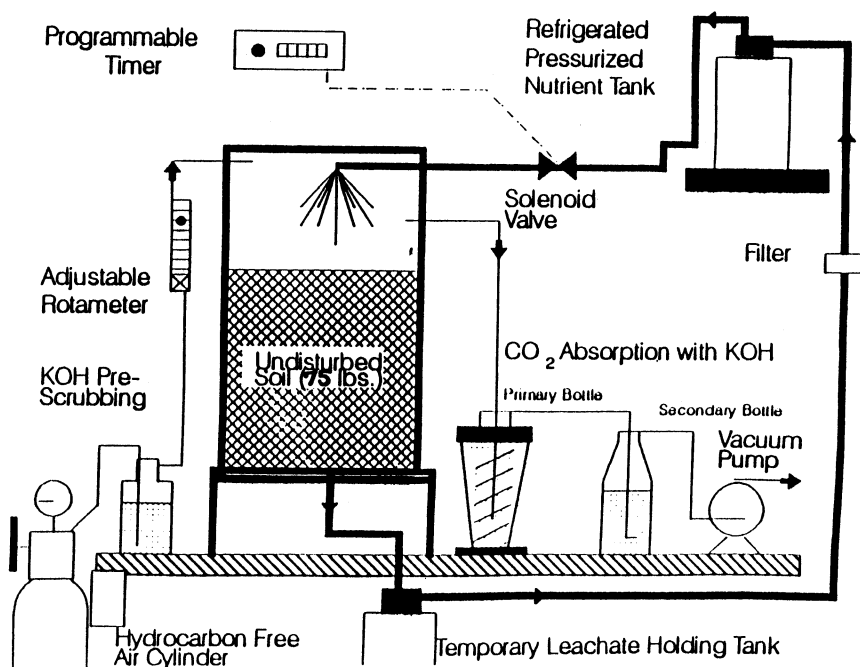 Programmable
Timer
Refrigerated
Pressurized
Nutrient Tank
Solenoid
Valve
Filter
Adjustable
Rotameter
Undisturbed
Soil (75 lbs.)
CO2 Absorption with KOH
KOH Pre-
Scrubbing
Primary Bottle
Secondary Bottle
Vacuum
Pump
Hydrocarbon Free
Air Cylinder
Temporary Leachate Holding Tank